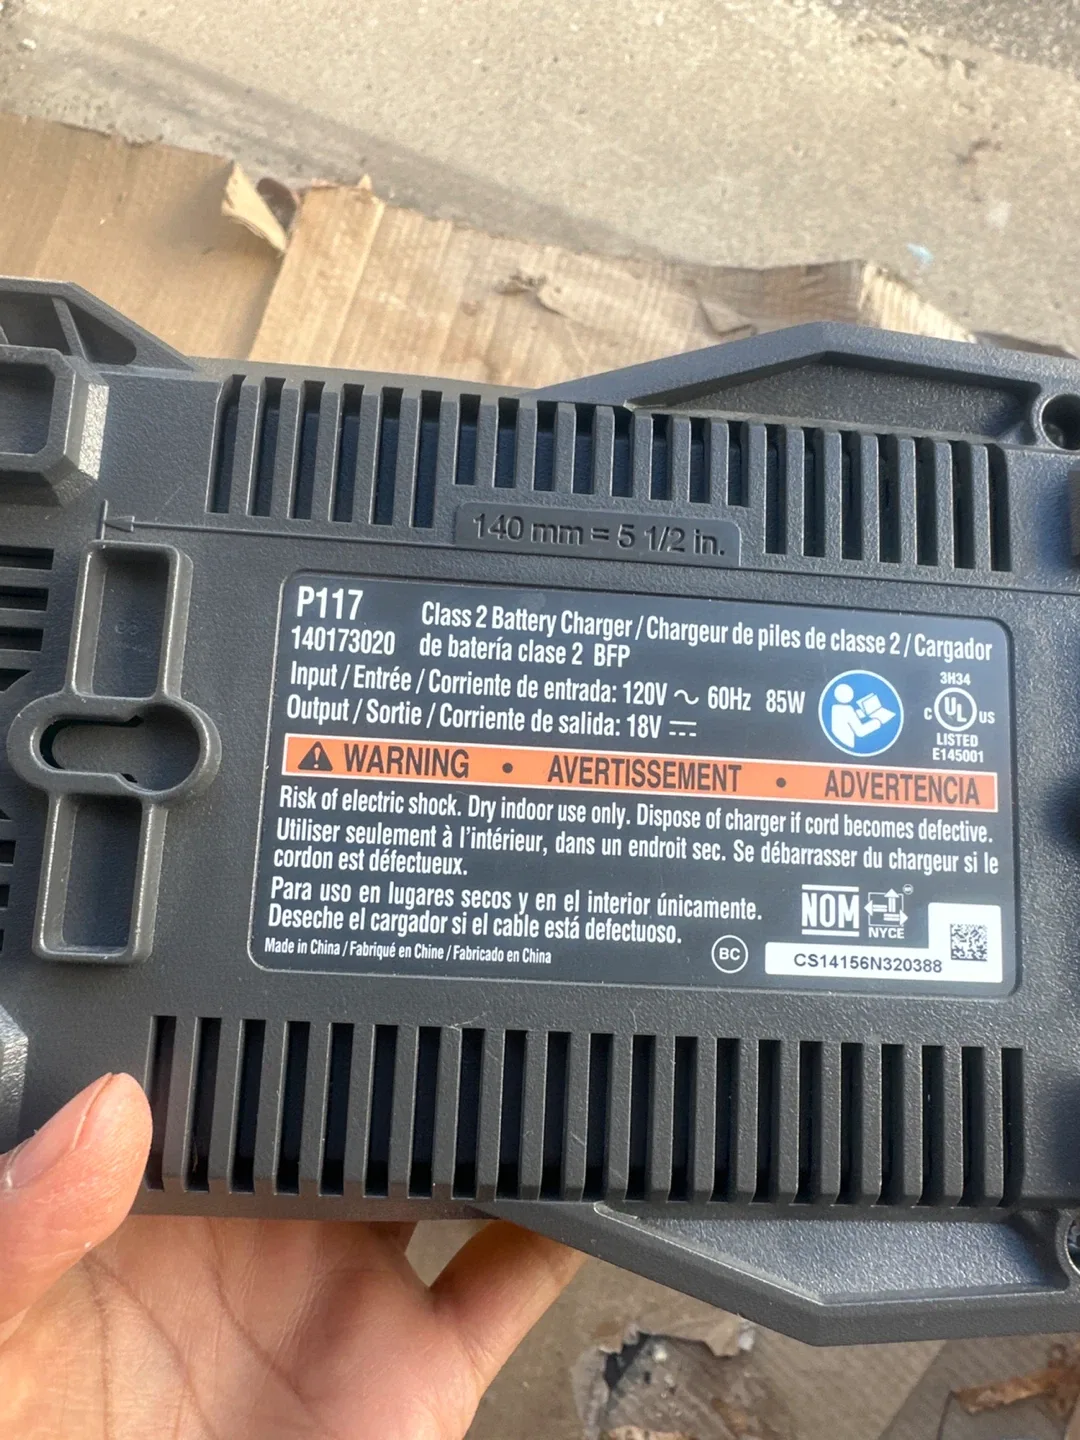 140 mm = 5 1/2 in.
P117
140173020
Class 2 Battery Charger / Chargeur de piles de classe 2 / Cargador
de batería clase 2 BFP
Input / Entrée / Corriente de entrada: 120V ~ 60Hz 85W
Output / Sortie / Corriente de salida: 18V ⎓
3H34
c UL US
LISTED
E145001
⚠ WARNING • AVERTISSEMENT • ADVERTENCIA
Risk of electric shock. Dry indoor use only. Dispose of charger if cord becomes defective.
Utiliser seulement à l'intérieur, dans un endroit sec. Se débarrasser du chargeur si le
cordon est défectueux.
Para uso en lugares secos y en el interior únicamente.
Deseche el cargador si el cable está defectuoso.
Made in China / Fabriqué en Chine / Fabricado en China
BC
NOM
NYCE
CS14156N320388